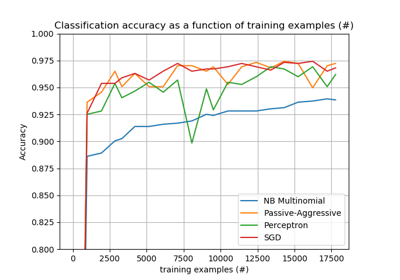 Classification accuracy as a function of training examples (#)
1.000
0.975
0.950
0.925
0.900
0.875
0.850
0.825
0.800
Accuracy
NB Multinomial
Passive-Aggressive
Perceptron
SGD
0 2500 5000 7500 10000 12500 15000 17500
training examples (#)